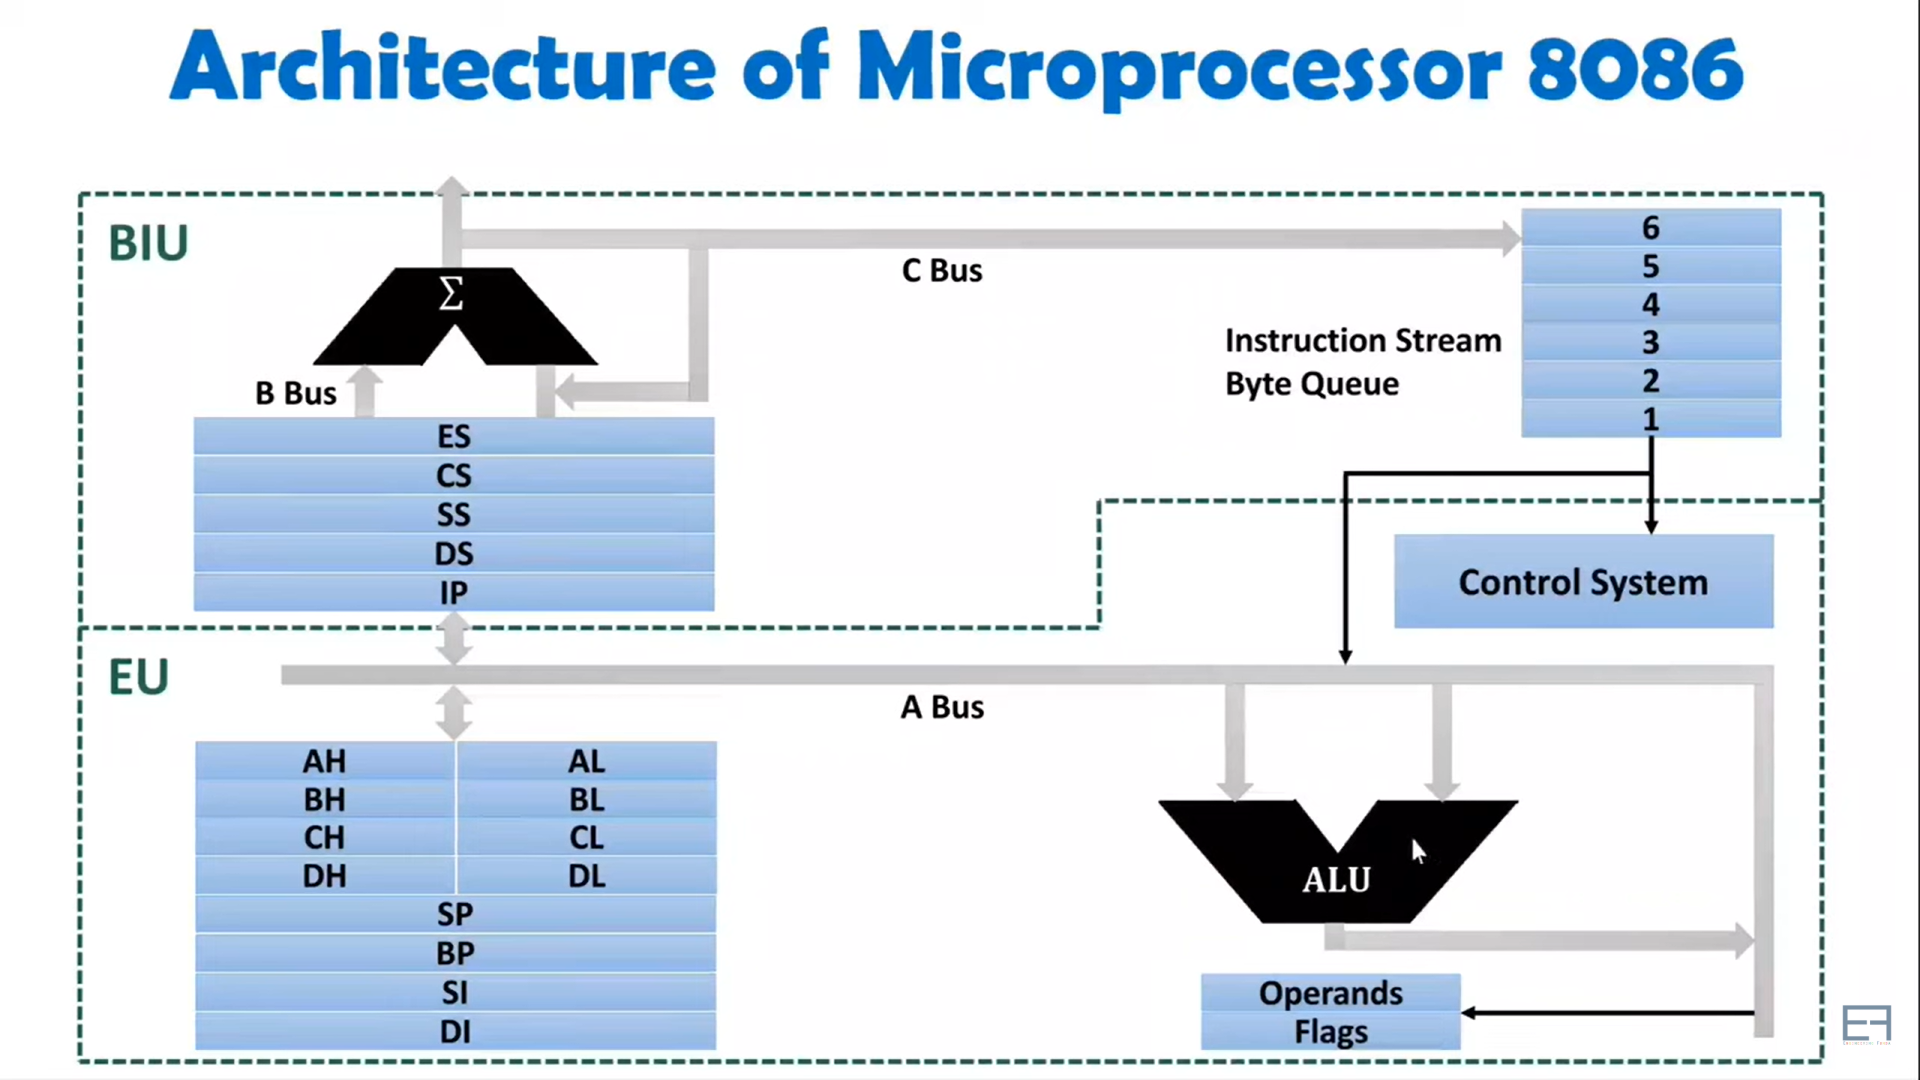 Architecture of Microprocessor 8086
BIU
Σ
C Bus
B Bus
ES
CS
SS
DS
IP
Instruction Stream
Byte Queue
6
5
4
3
2
1
Control System
EU
A Bus
AH AL
BH BL
CH CL
DH DL
SP
BP
SI
DI
ALU
Operands
Flags
EF